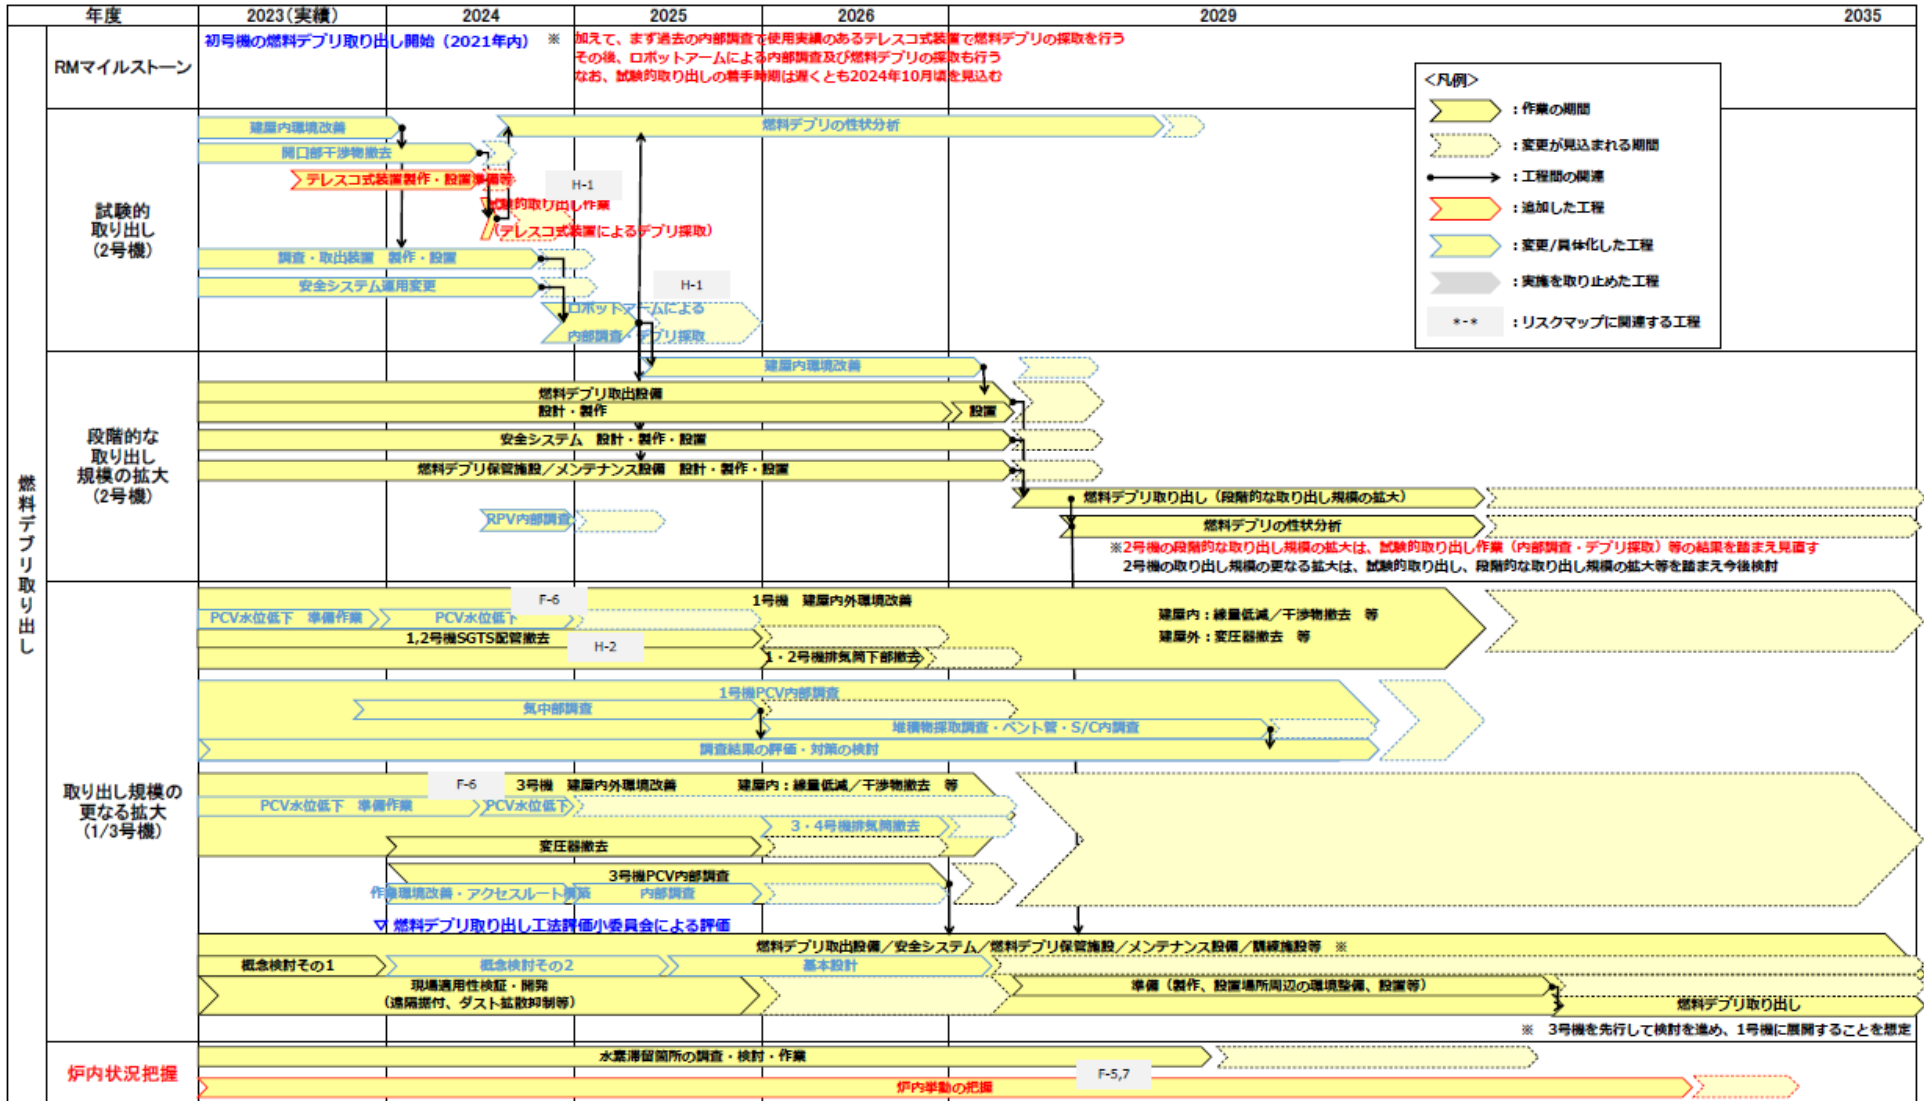 年度 2023(実績) 2024 2025 2026 2029 2035
燃料デブリ取り出し
RMマイルストーン
初号機の燃料デブリ取り出し開始（2021年内） ※
加えて、まず過去の内部調査で使用実績のあるテレスコ式装置で燃料デブリの採取を行う
その後、ロボットアームによる内部調査及び燃料デブリの採取も行う
なお、試験的取り出しの着手時期は遅くとも2024年10月頃を見込む
＜凡例＞
：作業の期間
：変更が見込まれる期間
：工程間の関連
：追加した工程
：変更/具体化した工程
：実施を取り止めた工程
*-* ：リスクマップに関連する工程
試験的
取り出し
(2号機)
建屋内環境改善
燃料デブリの性状分析
開口部干渉物撤去
テレスコ式装置製作・設置準備等
H-1
試験的取り出し作業
（テレスコ式装置によるデブリ採取）
調査・取出装置　製作・設置
安全システム運用変更
H-1
ロボットアームによる
内部調査・デブリ採取
段階的な
取り出し
規模の拡大
(2号機)
建屋内環境改善
燃料デブリ取出設備
設計・製作
設置
安全システム　設計・製作・設置
燃料デブリ保管施設／メンテナンス設備　設計・製作・設置
燃料デブリ取り出し（段階的な取り出し規模の拡大）
RPV内部調査
燃料デブリの性状分析
※2号機の段階的な取り出し規模の拡大は、試験的取り出し作業（内部調査・デブリ採取）等の結果を踏まえ見直す
2号機の取り出し規模の更なる拡大は、試験的取り出し、段階的な取り出し規模の拡大等を踏まえ今後検討
取り出し規模の
更なる拡大
(1/3号機)
F-6
1号機　建屋内外環境改善
建屋内：線量低減／干渉物撤去　等
建屋外：変圧器撤去　等
PCV水位低下　準備作業
PCV水位低下
1,2号機SGTS配管撤去
H-2
1・2号機排気筒下部撤去
1号機PCV内部調査
気中部調査
堆積物採取調査・ベント管・S/C内調査
調査結果の評価・対策の検討
F-6
3号機　建屋内外環境改善
建屋内：線量低減／干渉物撤去　等
PCV水位低下　準備作業
PCV水位低下
3・4号機排気筒撤去
変圧器撤去
3号機PCV内部調査
作業環境改善・アクセスルート構築
内部調査
▽ 燃料デブリ取り出し工法評価小委員会による評価
燃料デブリ取出設備／安全システム／燃料デブリ保管施設／メンテナンス設備／訓練施設等　※
概念検討その1
概念検討その2
基本設計
現場適用性検証・開発
(遠隔据付、ダスト拡散抑制等)
準備（製作、設置場所周辺の環境整備、設置等）
燃料デブリ取り出し
※　3号機を先行して検討を進め、1号機に展開することを想定
炉内状況把握
水素滞留箇所の調査・検討・作業
F-5,7
炉内挙動の把握